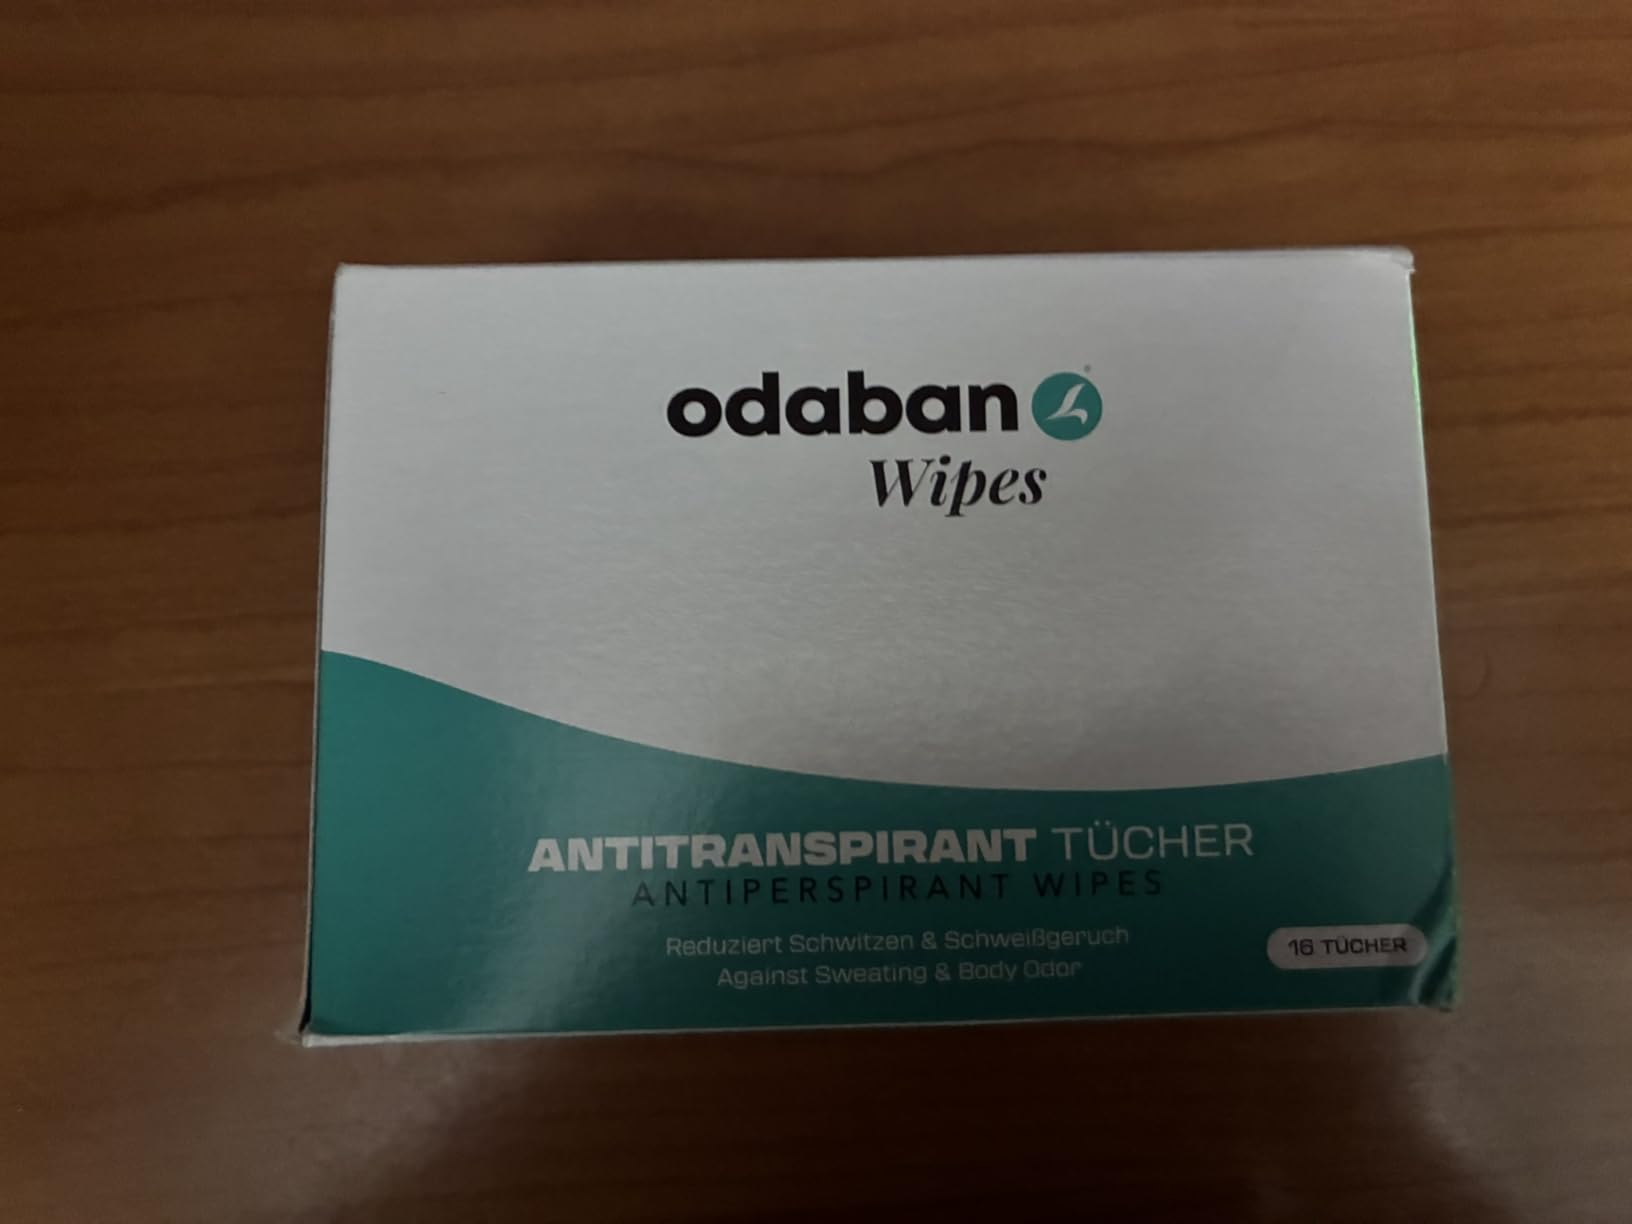 odaban
Wipes
ANTITRANSPIRANT TÜCHER
ANTIPERSPIRANT WIPES
Reduziert Schwitzen & Schweißgeruch
Against Sweating & Body Odor
16 TÜCHER